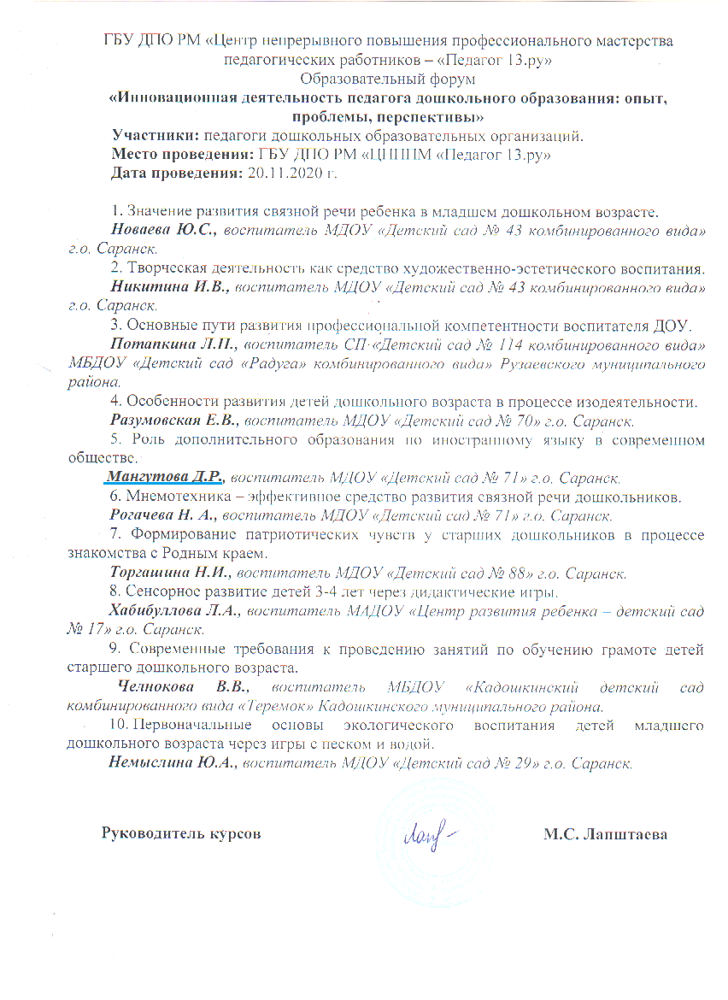 ГБУ ДПО РМ «Центр непрерывного повышения профессионального мастерства
педагогических работников – «Педагог 13.ру»
Образовательный форум
«Инновационная деятельность педагога дошкольного образования: опыт,
проблемы, перспективы»
Участники: педагоги дошкольных образовательных организаций.
Место проведения: ГБУ ДПО РМ «ЦНППМ «Педагог 13.ру»
Дата проведения: 20.11.2020 г.
1. Значение развития связной речи ребенка в младшем дошкольном возрасте.
Новаева Ю.С., воспитатель МДОУ «Детский сад № 43 комбинированного вида»
г.о. Саранск.
2. Творческая деятельность как средство художественно-эстетического воспитания.
Никитина И.В., воспитатель МДОУ «Детский сад № 43 комбинированного вида»
г.о. Саранск.
3. Основные пути развития профессиональной компетентности воспитателя ДОУ.
Потапкина Л.П., воспитатель СП «Детский сад № 114 комбинированного вида»
МБДОУ «Детский сад «Радуга» комбинированного вида» Рузаевского муниципального
района.
4. Особенности развития детей дошкольного возраста в процессе изодеятельности.
Разумовская Е.В., воспитатель МДОУ «Детский сад № 70» г.о. Саранск.
5. Роль дополнительного образования по иностранному языку в современном
обществе.
Мангутова Д.Р., воспитатель МДОУ «Детский сад № 71» г.о. Саранск.
6. Мнемотехника – эффективное средство развития связной речи дошкольников.
Рогачева Н. А., воспитатель МДОУ «Детский сад № 71» г.о. Саранск.
7. Формирование патриотических чувств у старших дошкольников в процессе
знакомства с Родным краем.
Торгашина Н.И., воспитатель МДОУ «Детский сад № 88» г.о. Саранск.
8. Сенсорное развитие детей 3-4 лет через дидактические игры.
Хабибуллова Л.А., воспитатель МАДОУ «Центр развития ребенка – детский сад
№ 17» г.о. Саранск.
9. Современные требования к проведению занятий по обучению грамоте детей
старшего дошкольного возраста.
Челнокова В.В., воспитатель МБДОУ «Кадошкинский детский сад
комбинированного вида «Теремок» Кадошкинского муниципального района.
10. Первоначальные основы экологического воспитания детей младшего
дошкольного возраста через игры с песком и водой.
Немыслина Ю.А., воспитатель МДОУ «Детский сад № 29» г.о. Саранск.
Руководитель курсов М.С. Лапштаева